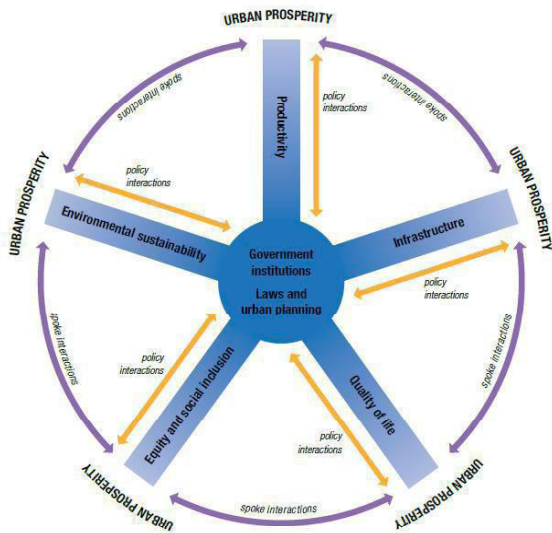 URBAN PROSPERITY
spoke interactions
spoke interactions
policy
interactions
Productivity
URBAN PROSPERITY
URBAN PROSPERITY
policy
interactions
Environmental sustainability
Infrastructure
Government
institutions
Laws and
urban planning
policy
interactions
spoke interactions
spoke interactions
policy
interactions
Equity and social inclusion
Quality of life
policy
interactions
URBAN PROSPERITY
URBAN PROSPERITY
spoke interactions